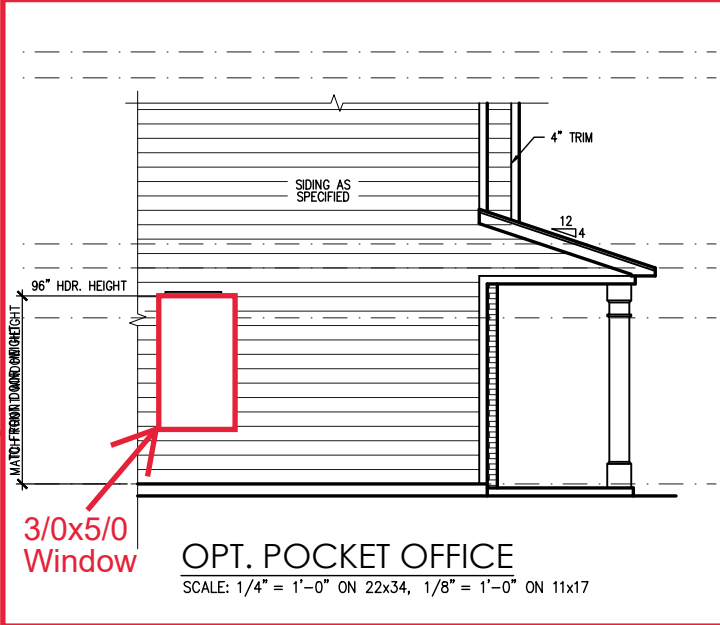 4" TRIM
SIDING AS
SPECIFIED
12
4
96" HDR. HEIGHT
3/0x5/0
Window
OPT. POCKET OFFICE
SCALE: 1/4" = 1'-0" ON 22x34, 1/8" = 1'-0" ON 11x17